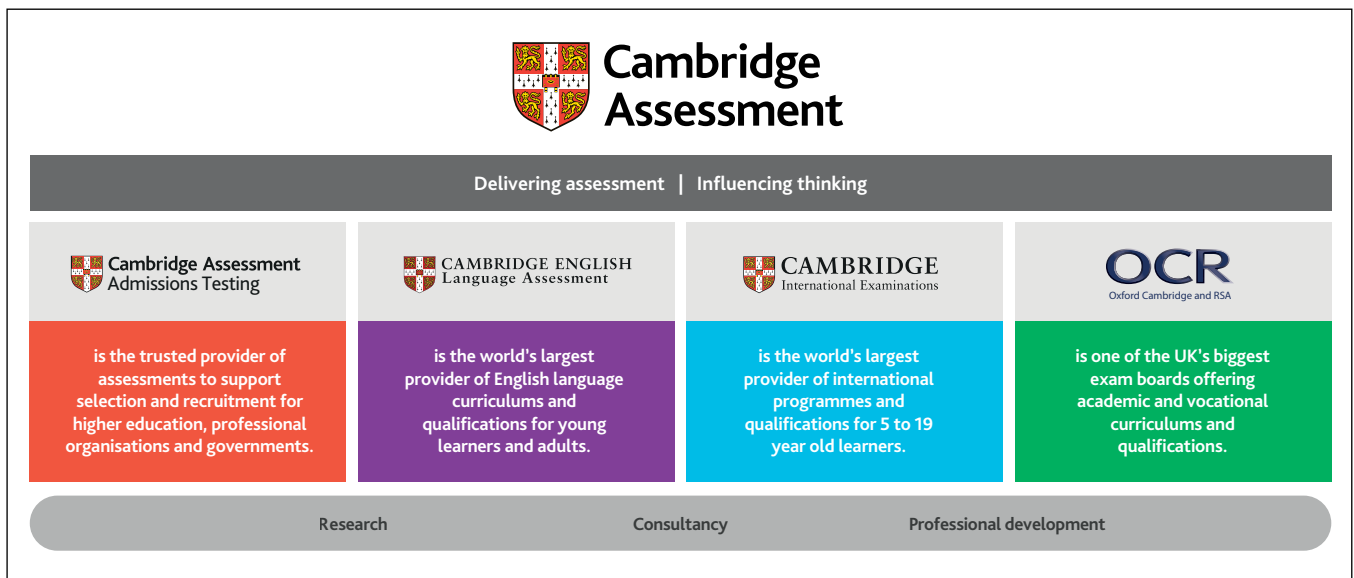 Cambridge
Assessment
Delivering assessment | Influencing thinking
Cambridge Assessment
Admissions Testing
is the trusted provider of
assessments to support
selection and recruitment for
higher education, professional
organisations and governments.
CAMBRIDGE ENGLISH
Language Assessment
is the world's largest
provider of English language
curriculums and
qualifications for young
learners and adults.
CAMBRIDGE
International Examinations
is the world's largest
provider of international
programmes and
qualifications for 5 to 19
year old learners.
OCR
Oxford Cambridge and RSA
is one of the UK's biggest
exam boards offering
academic and vocational
curriculums and
qualifications.
Research Consultancy Professional development